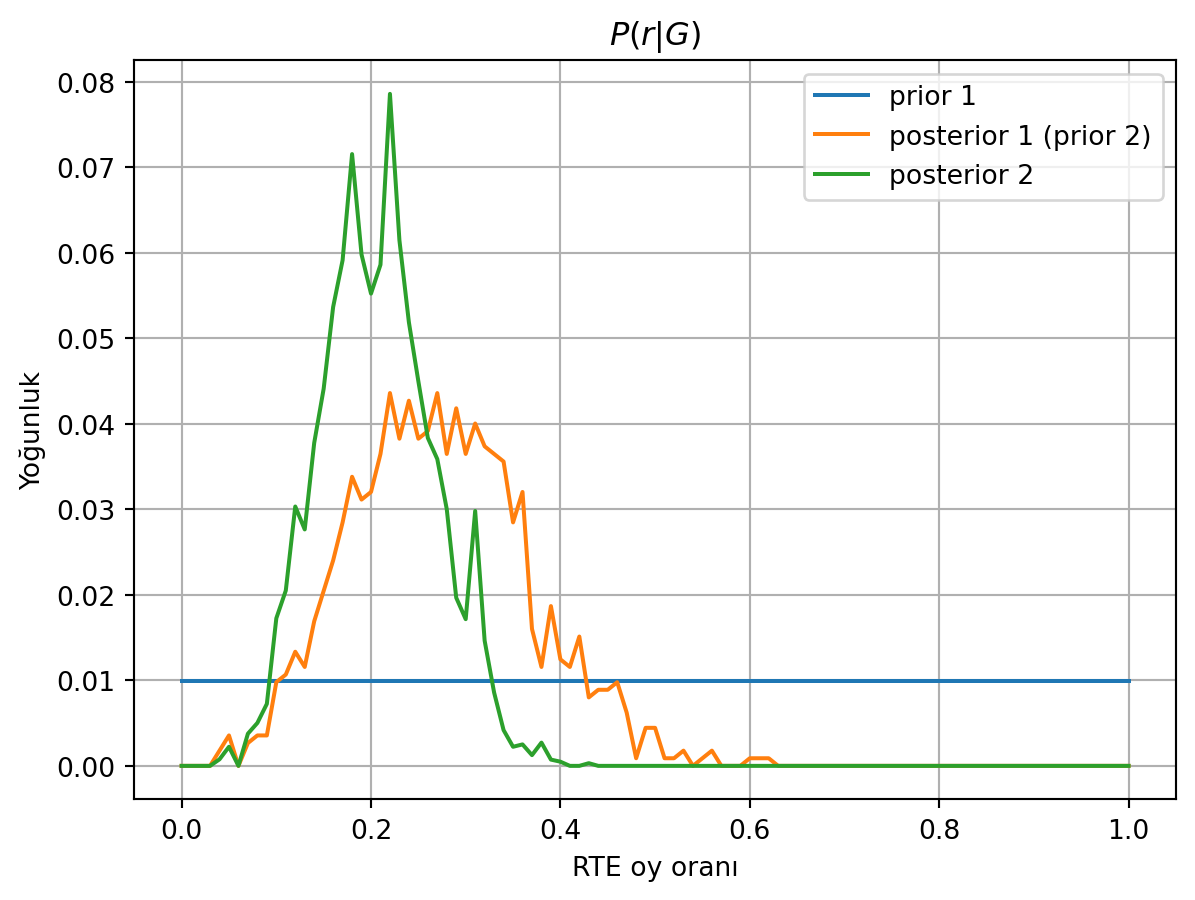 P(r|G)
prior 1
posterior 1 (prior 2)
posterior 2
0.08
0.07
0.06
0.05
0.04
0.03
0.02
0.01
0.00
Yoğunluk
0.0 0.2 0.4 0.6 0.8 1.0
RTE oy oranı